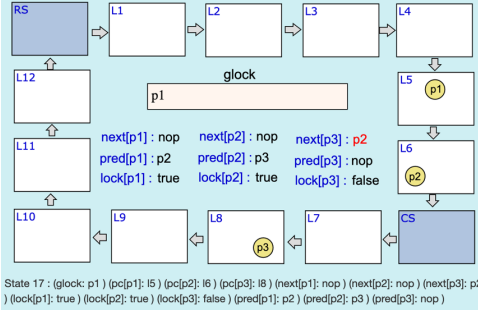 RS
L1
L2
L3
L4
L12
glock
L5
p1
p1
next[p1] : nop
next[p2] : nop
next[p3] : p2
L11
pred[p1] : p2
pred[p2] : p3
pred[p3] : nop
L6
p2
lock[p1] : true
lock[p2] : true
lock[p3] : false
L10
L9
L8
p3
L7
CS
State 17 : (glock: p1 ) (pc[p1]: l5 ) (pc[p2]: l6 ) (pc[p3]: l8 ) (next[p1]: nop ) (next[p2]: nop ) (next[p3]: p2
) (lock[p1]: true ) (lock[p2]: true ) (lock[p3]: false ) (pred[p1]: p2 ) (pred[p2]: p3 ) (pred[p3]: nop )